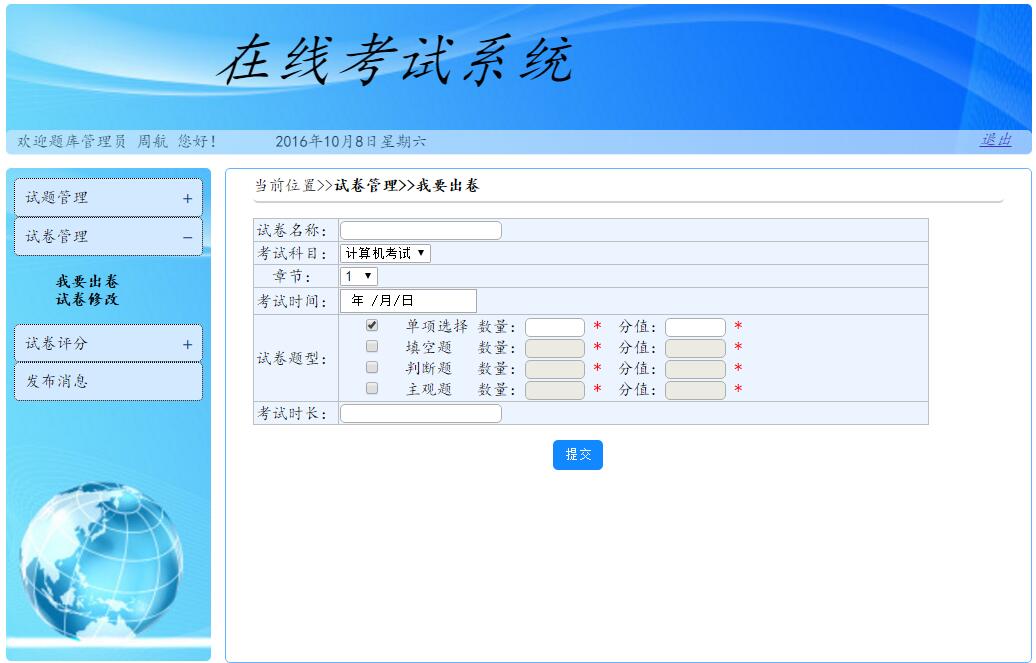 在线考试系统
欢迎题库管理员 周航 您好! 2016年10月8日星期六 退出
试题管理 +
试卷管理 −
我要出卷
试卷修改
试卷评分 +
发布消息
当前位置>>试卷管理>>我要出卷
试卷名称:
考试科目: 计算机考试
章节: 1
考试时间: 年 /月/日
试卷题型:
单项选择 数量: * 分值: *
填空题 数量: * 分值: *
判断题 数量: * 分值: *
主观题 数量: * 分值: *
考试时长:
提交